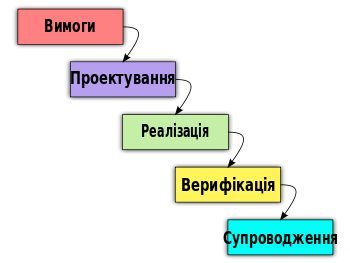 Вимоги
Проектування
Реалізація
Верифікація
Супроводження